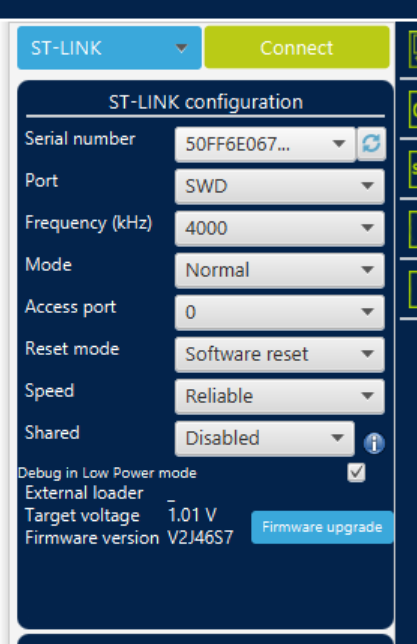 ST-LINK Connect
ST-LINK configuration
Serial number 50FF6E067...
Port SWD
Frequency (kHz) 4000
Mode Normal
Access port 0
Reset mode Software reset
Speed Reliable
Shared Disabled
Debug in Low Power mode
External loader _
Target voltage 1.01 V
Firmware version V2J46S7 Firmware upgrade